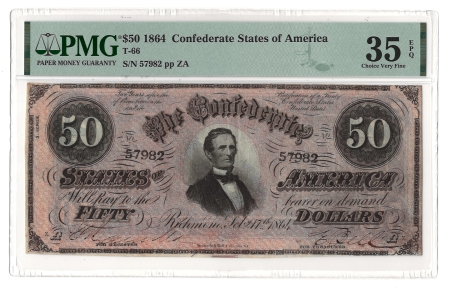 PMG
PAPER MONEY GUARANTY
$50 1864 Confederate States of America
T-66
S/N 57982 pp ZA
35 EPQ
Choice Very Fine
50
The Confederate
50
57982
57982
STATES OF
AMERICA
Will Pay to the
bearer on demand
FIFTY
DOLLARS
Richmond, Feb. 17th, 1864.